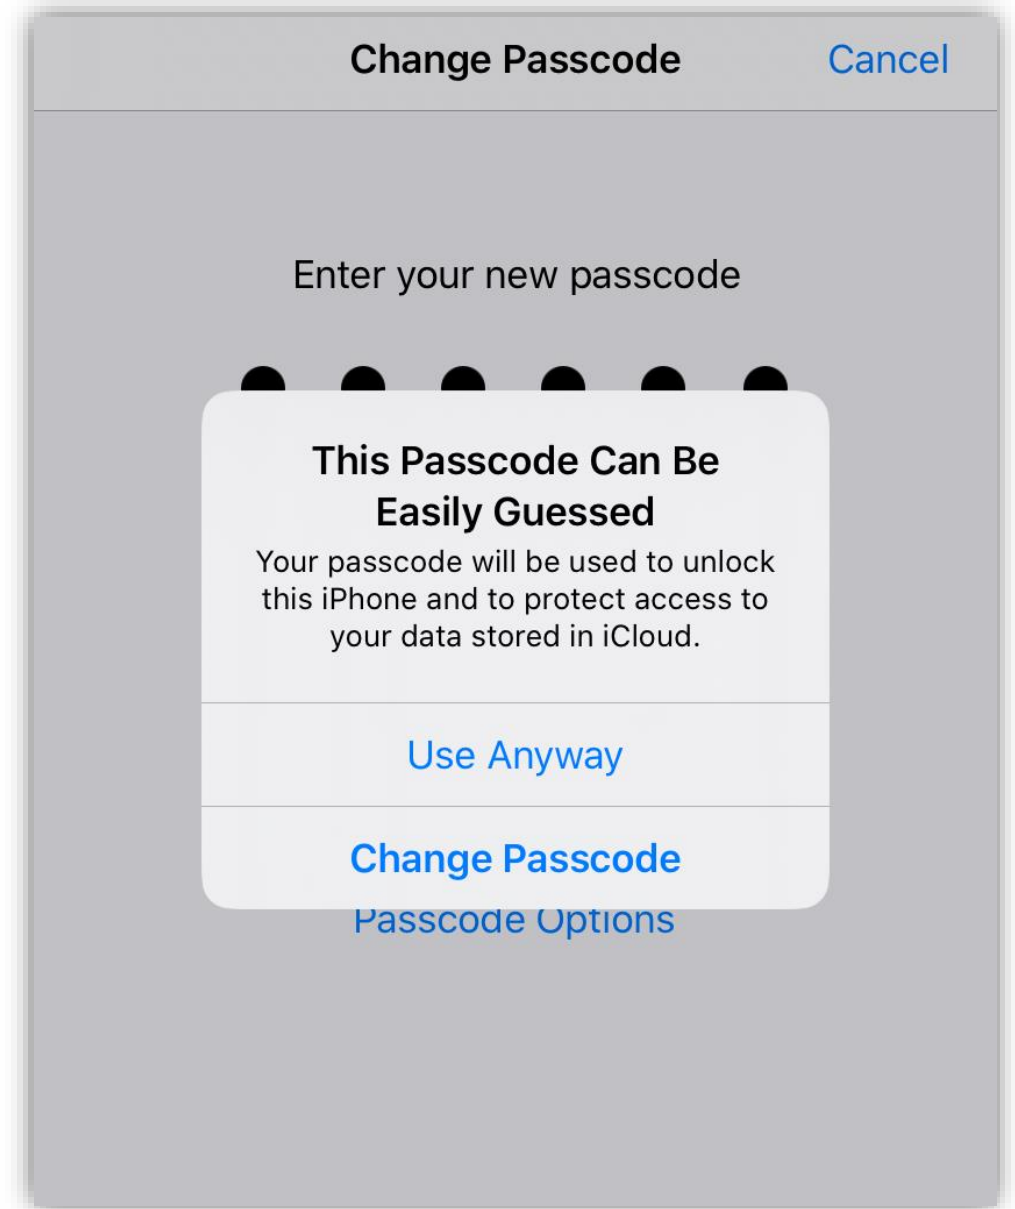 Change Passcode Cancel
Enter your new passcode
This Passcode Can Be
Easily Guessed
Your passcode will be used to unlock
this iPhone and to protect access to
your data stored in iCloud.
Use Anyway
Change Passcode
Passcode Options